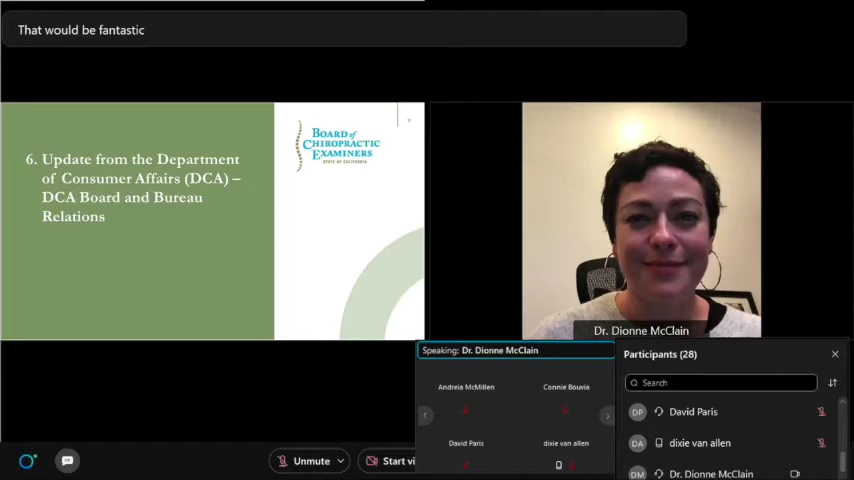 That would be fantastic
6. Update from the Department
of Consumer Affairs (DCA) –
DCA Board and Bureau
Relations
BOARD of
CHIROPRACTIC
EXAMINERS
STATE OF CALIFORNIA
Dr. Dionne McClain
Speaking: Dr. Dionne McClain
Andreia McMillen
Connie Bouvia
David Paris
dixie van allen
Participants (28)
Search
DP David Paris
DA dixie van allen
DM Dr. Dionne McClain
Unmute
Start vi